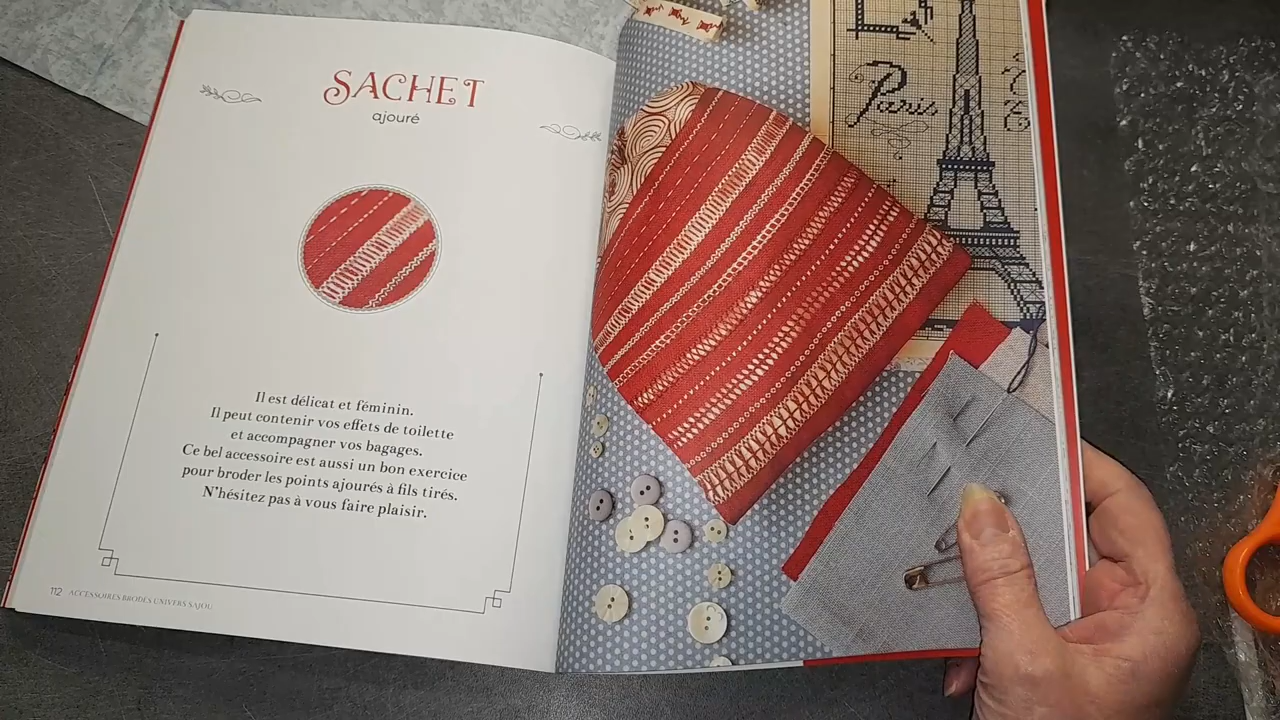 SACHET
ajouré
Il est délicat et féminin.
Il peut contenir vos effets de toilette
et accompagner vos bagages.
Ce bel accessoire est aussi un bon exercice
pour broder les points ajourés à fils tirés.
N'hésitez pas à vous faire plaisir.
112 ACCESSOIRES BRODÉS UNIVERS SAJOU
Paris